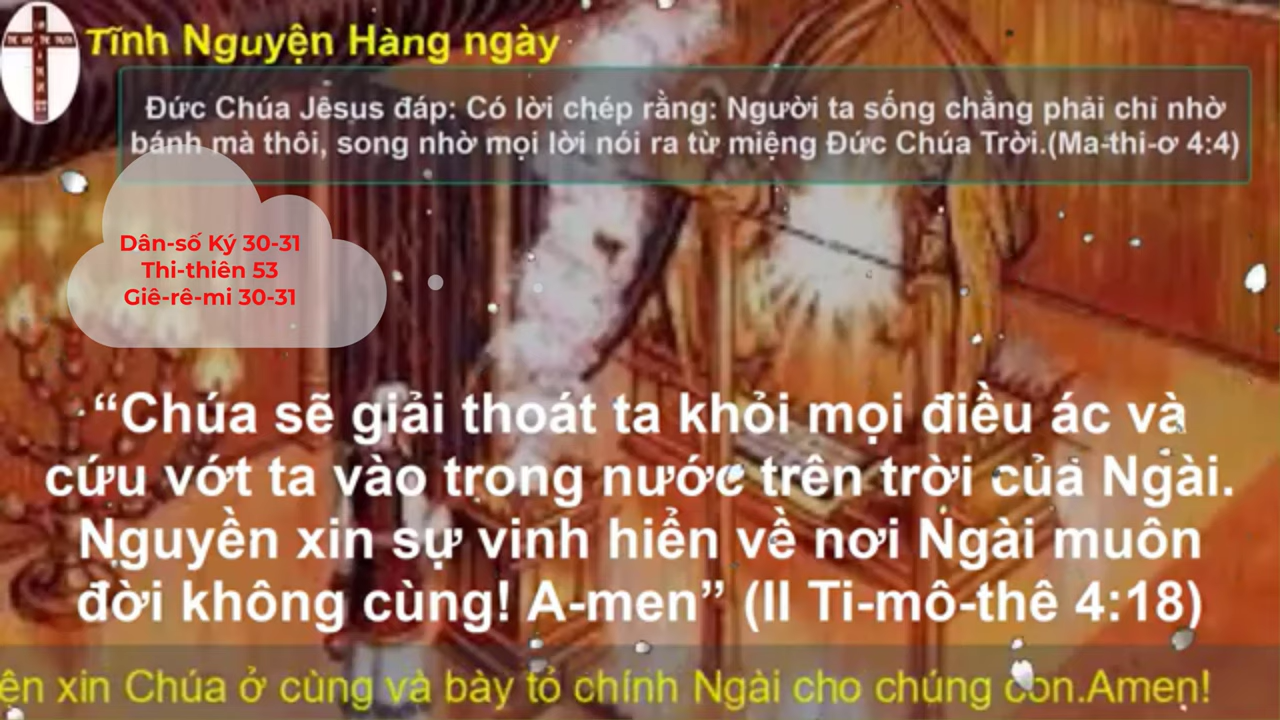 Tĩnh Nguyện Hàng ngày
Đức Chúa Jêsus đáp: Có lời chép rằng: Người ta sống chẳng phải chỉ nhờ
bánh mà thôi, song nhờ mọi lời nói ra từ miệng Đức Chúa Trời.(Ma-thi-ơ 4:4)
Dân-số Ký 30-31
Thi-thiên 53
Giê-rê-mi 30-31
“Chúa sẽ giải thoát ta khỏi mọi điều ác và
cứu vớt ta vào trong nước trên trời của Ngài.
Nguyền xin sự vinh hiển về nơi Ngài muôn
đời không cùng! A-men” (II Ti-mô-thê 4:18)
ện xin Chúa ở cùng và bày tỏ chính Ngài cho chúng con.Amen!